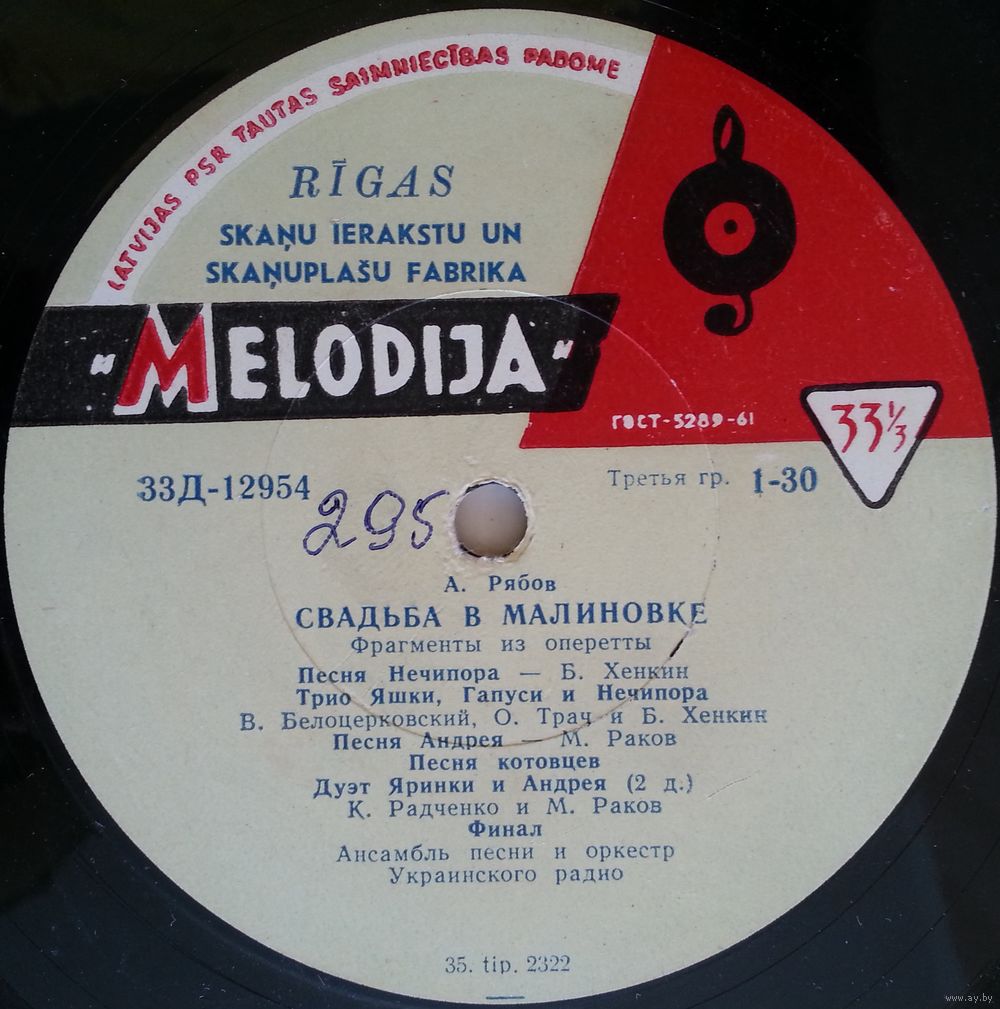 LATVIJAS PSR TAUTAS SAIMNIECĪBAS PADOME
RĪGAS
SKAŅU IERAKSTU UN
SKAŅUPLAŠU FABRIKA
"MELODIJA"
ГОСТ-5289-61
33⅓
33Д-12954
Третья гр. 1-30
295
А. Рябов
СВАДЬБА В МАЛИНОВКЕ
Фрагменты из оперетты
Песня Нечипора — Б. Хенкин
Трио Яшки, Гапуси и Нечипора
В. Белоцерковский, О. Трач и Б. Хенкин
Песня Андрея — М. Раков
Песня котовцев
Дуэт Яринки и Андрея (2 д.)
К. Радченко и М. Раков
Финал
Ансамбль песни и оркестр
Украинского радио
35. tip. 2322
www.ay.by